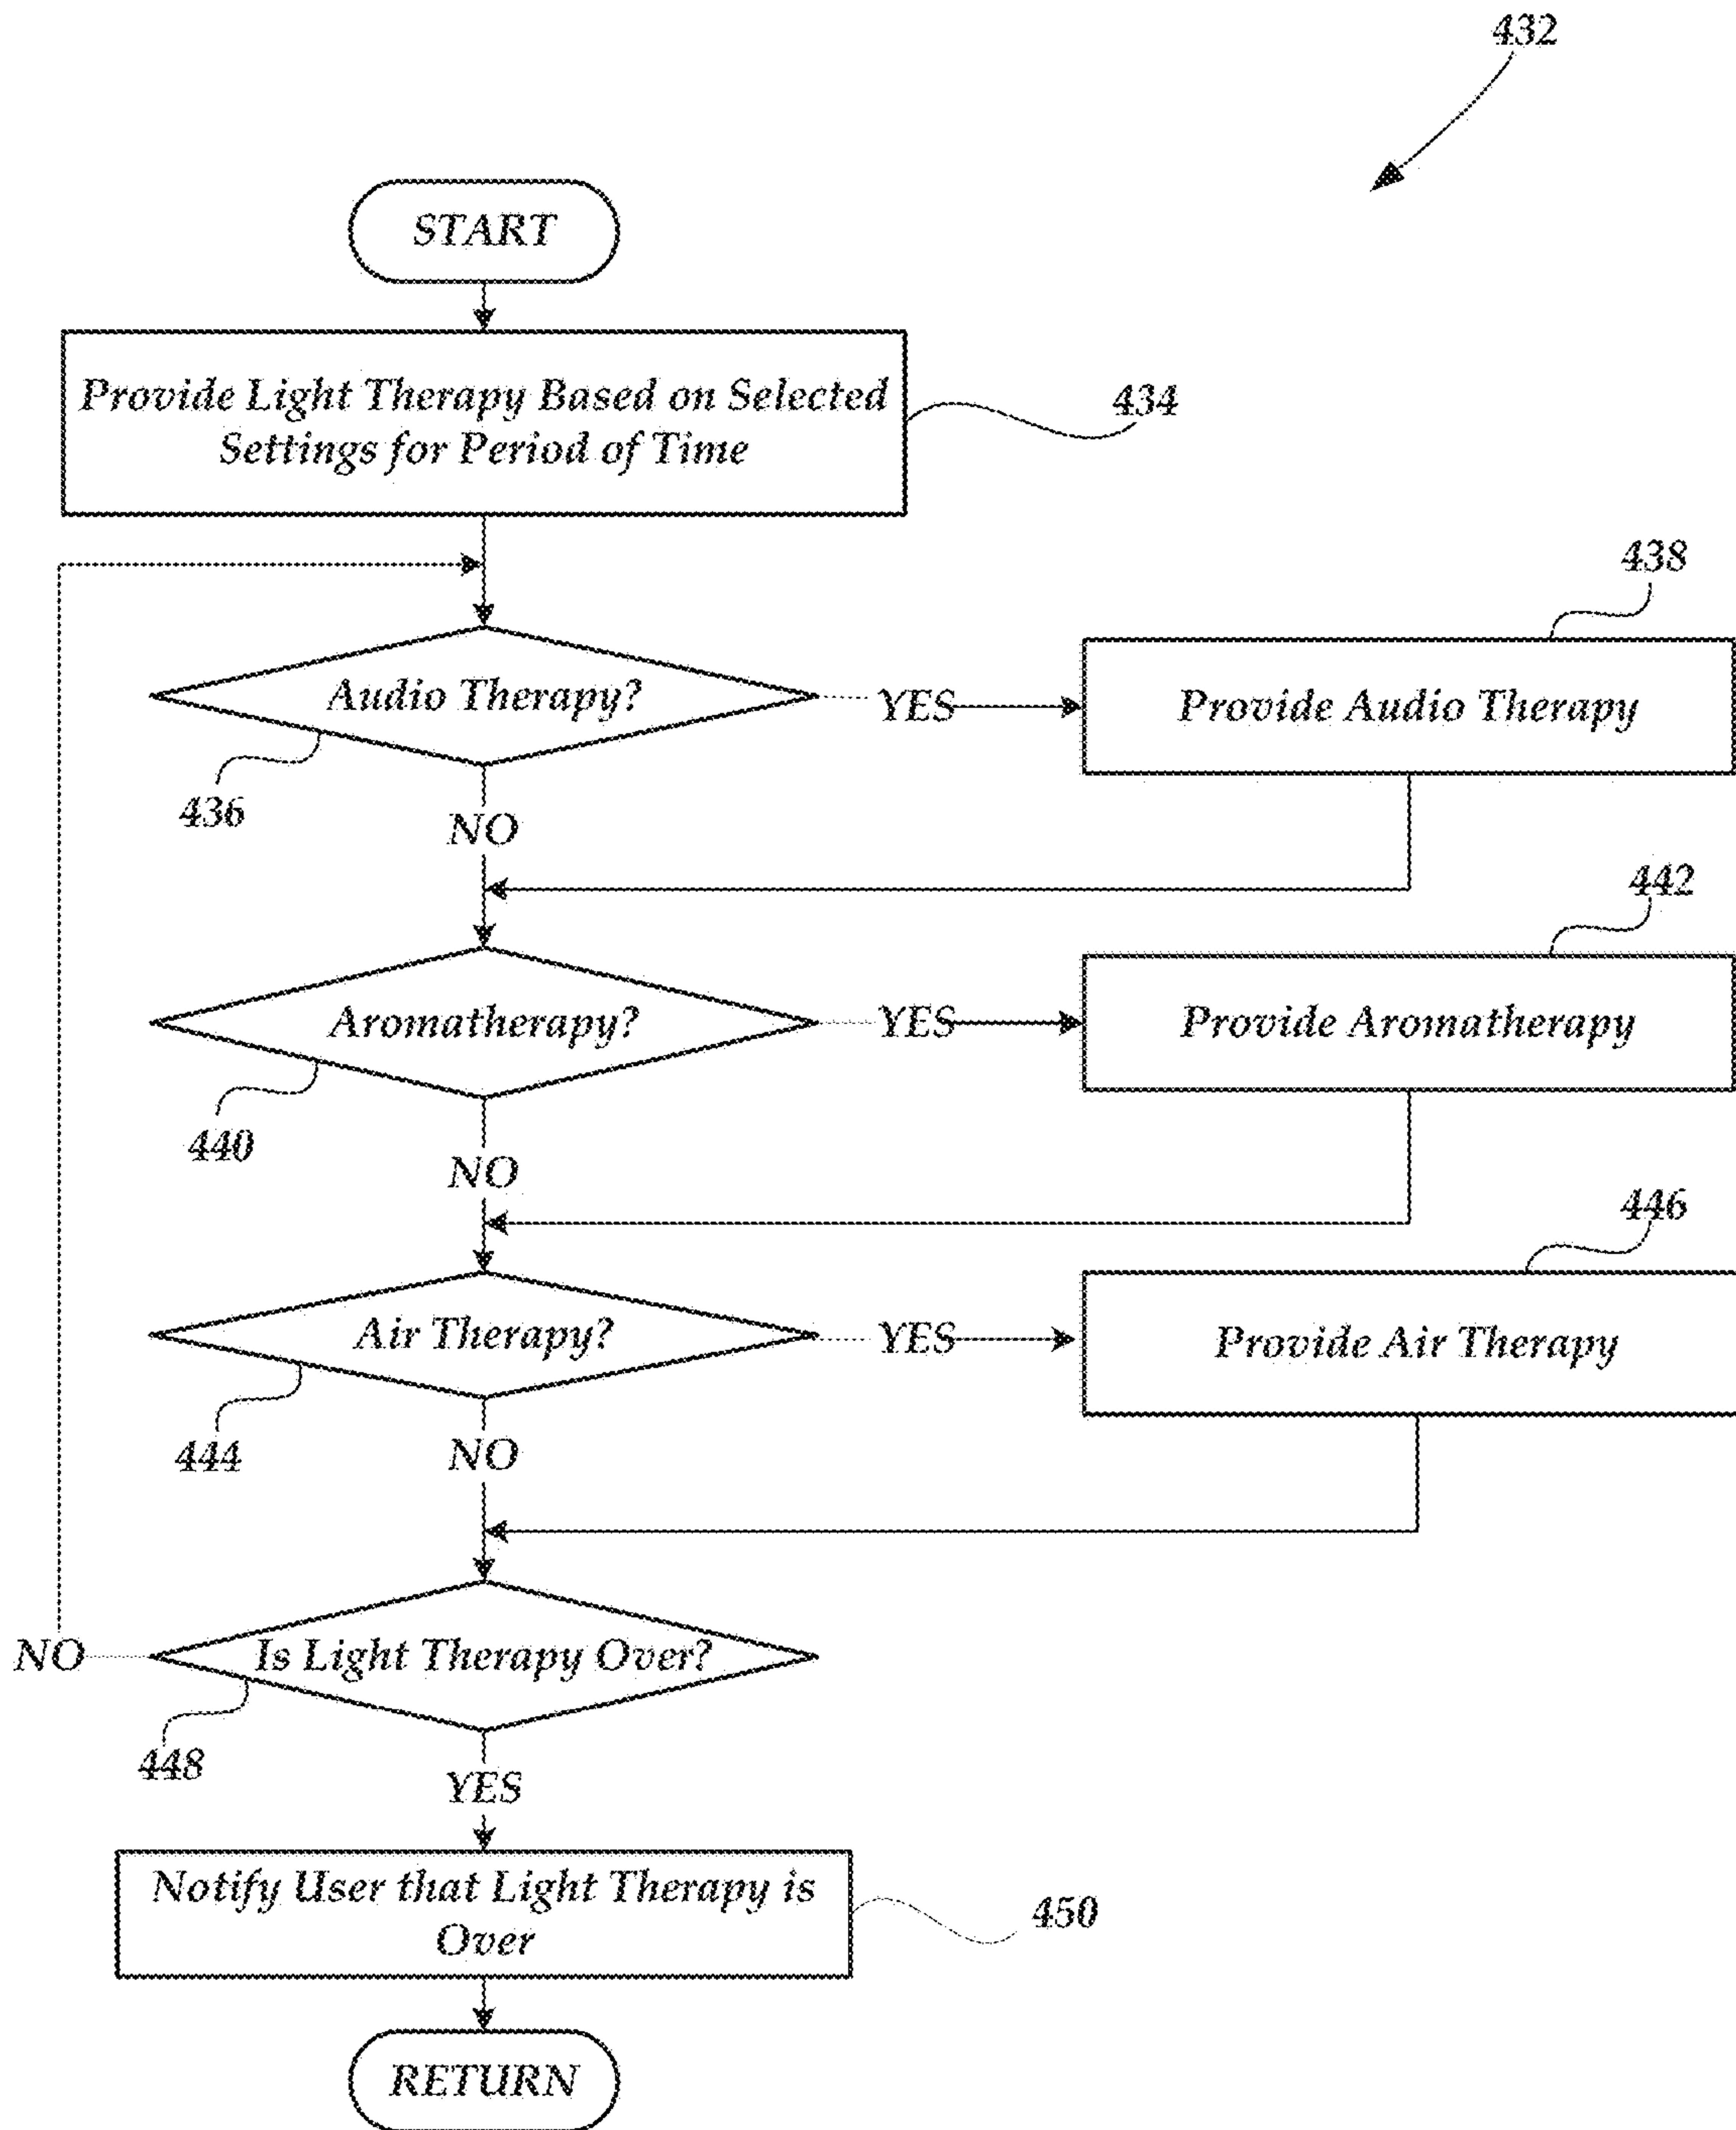 432
START
Provide Light Therapy Based on Selected
Settings for Period of Time
434
438
Audio Therapy?
YES
Provide Audio Therapy
436
NO
442
Aromatherapy?
YES
Provide Aromatherapy
440
NO
446
Air Therapy?
YES
Provide Air Therapy
444
NO
NO
Is Light Therapy Over?
448
YES
Notify User that Light Therapy is
Over
450
RETURN